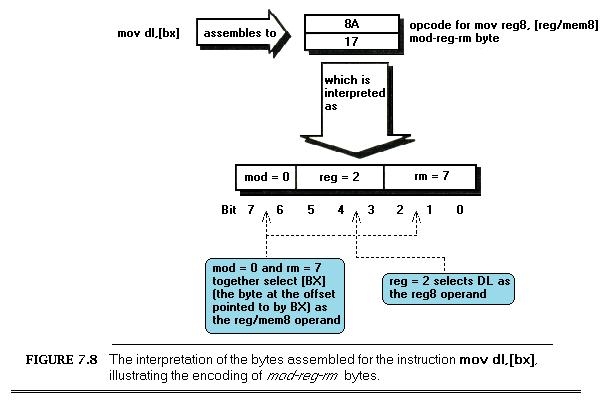 mov dl,[bx]
assembles to
8A
17
opcode for mov reg8, [reg/mem8]
mod-reg-rm byte
which is
interpreted
as
mod = 0 reg = 2 rm = 7
Bit 7 6 5 4 3 2 1 0
mod = 0 and rm = 7
together select [BX]
(the byte at the offset
pointed to by BX) as
the reg/mem8 operand
reg = 2 selects DL as
the reg8 operand
FIGURE 7.8 The interpretation of the bytes assembled for the instruction mov dl,[bx],
illustrating the encoding of mod-reg-rm bytes.